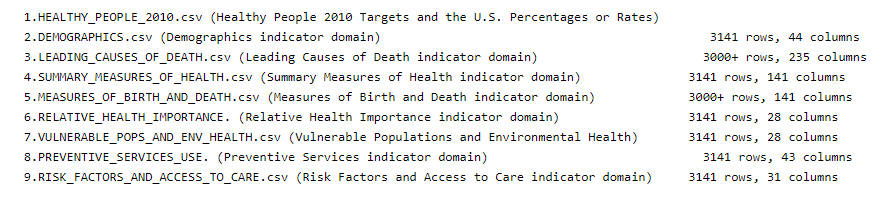 1.HEALTHY_PEOPLE_2010.csv (Healthy People 2010 Targets and the U.S. Percentages or Rates)
2.DEMOGRAPHICS.csv (Demographics indicator domain) 3141 rows, 44 columns
3.LEADING_CAUSES_OF_DEATH.csv (Leading Causes of Death indicator domain) 3000+ rows, 235 columns
4.SUMMARY_MEASURES_OF_HEALTH.csv (Summary Measures of Health indicator domain) 3141 rows, 141 columns
5.MEASURES_OF_BIRTH_AND_DEATH.csv (Measures of Birth and Death indicator domain) 3000+ rows, 141 columns
6.RELATIVE_HEALTH_IMPORTANCE. (Relative Health Importance indicator domain) 3141 rows, 28 columns
7.VULNERABLE_POPS_AND_ENV_HEALTH.csv (Vulnerable Populations and Environmental Health) 3141 rows, 28 columns
8.PREVENTIVE_SERVICES_USE. (Preventive Services indicator domain) 3141 rows, 43 columns
9.RISK_FACTORS_AND_ACCESS_TO_CARE.csv (Risk Factors and Access to Care indicator domain) 3141 rows, 31 columns